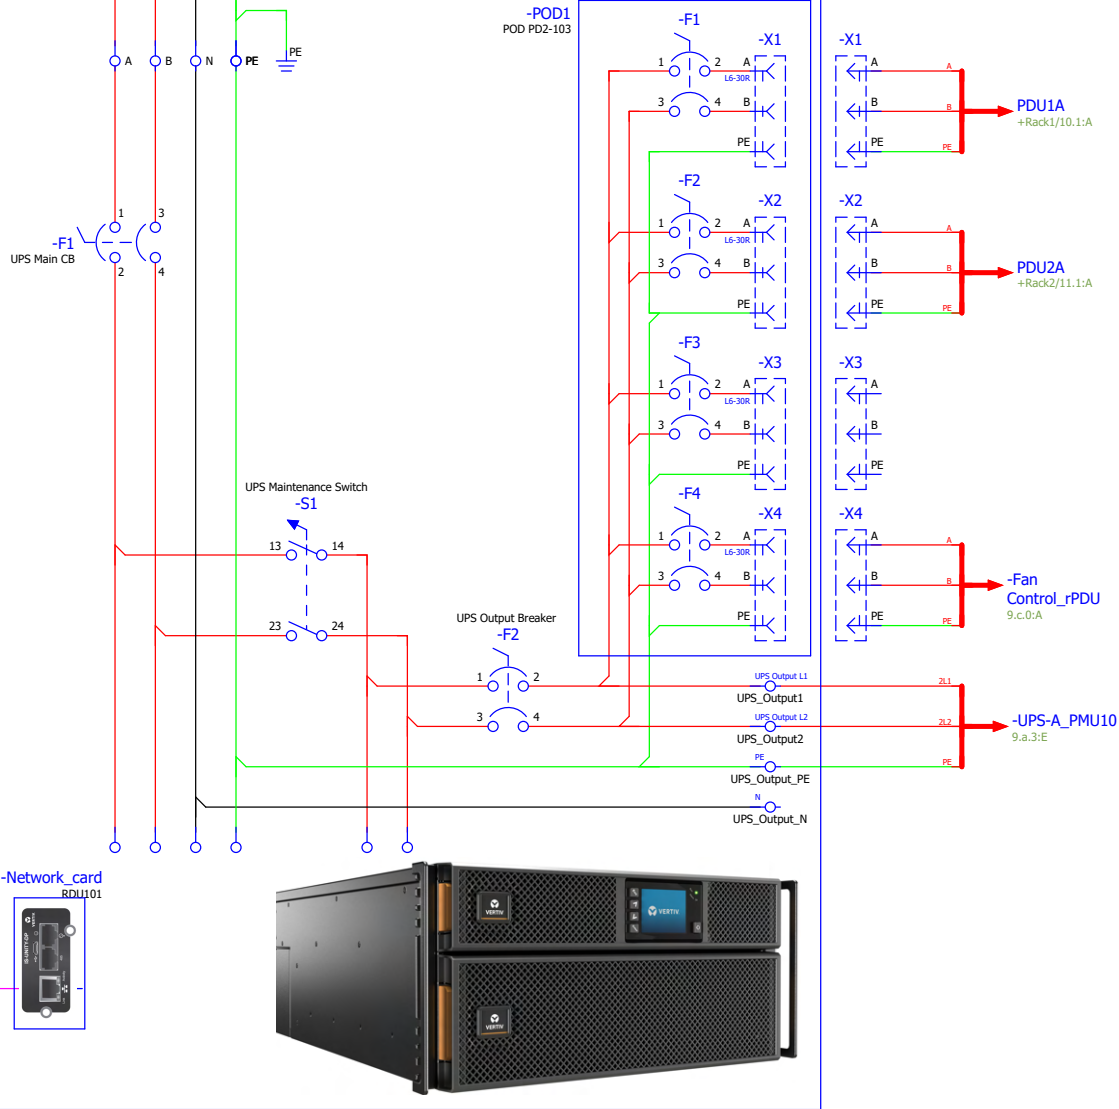 -POD1
POD PD2-103
PE
A
B
N
PE
-F1
1
2
3
4
-X1
A
L6-30R
B
PE
-X1
A
B
PE
A
B
PE
PDU1A
+Rack1/10.1:A
-F2
1
2
3
4
-X2
A
L6-30R
B
PE
-X2
A
B
PE
A
B
PE
PDU2A
+Rack2/11.1:A
-F1
UPS Main CB
1
3
2
4
-F3
1
2
3
4
-X3
A
L6-30R
B
PE
-X3
A
B
PE
UPS Maintenance Switch
-S1
13
14
23
24
-F4
1
2
3
4
-X4
A
L6-30R
B
PE
-X4
A
B
PE
A
B
PE
-Fan
Control_rPDU
9.c.0:A
UPS Output Breaker
-F2
1
2
3
4
UPS Output L1
UPS_Output1
UPS Output L2
UPS_Output2
PE
UPS_Output_PE
N
UPS_Output_N
2L1
2L2
PE
-UPS-A_PMU10
9.a.3:E
-Network_card
RDU101
VERTIV
IS-UNITY-DP
VERTIV
VERTIV
VERTIV